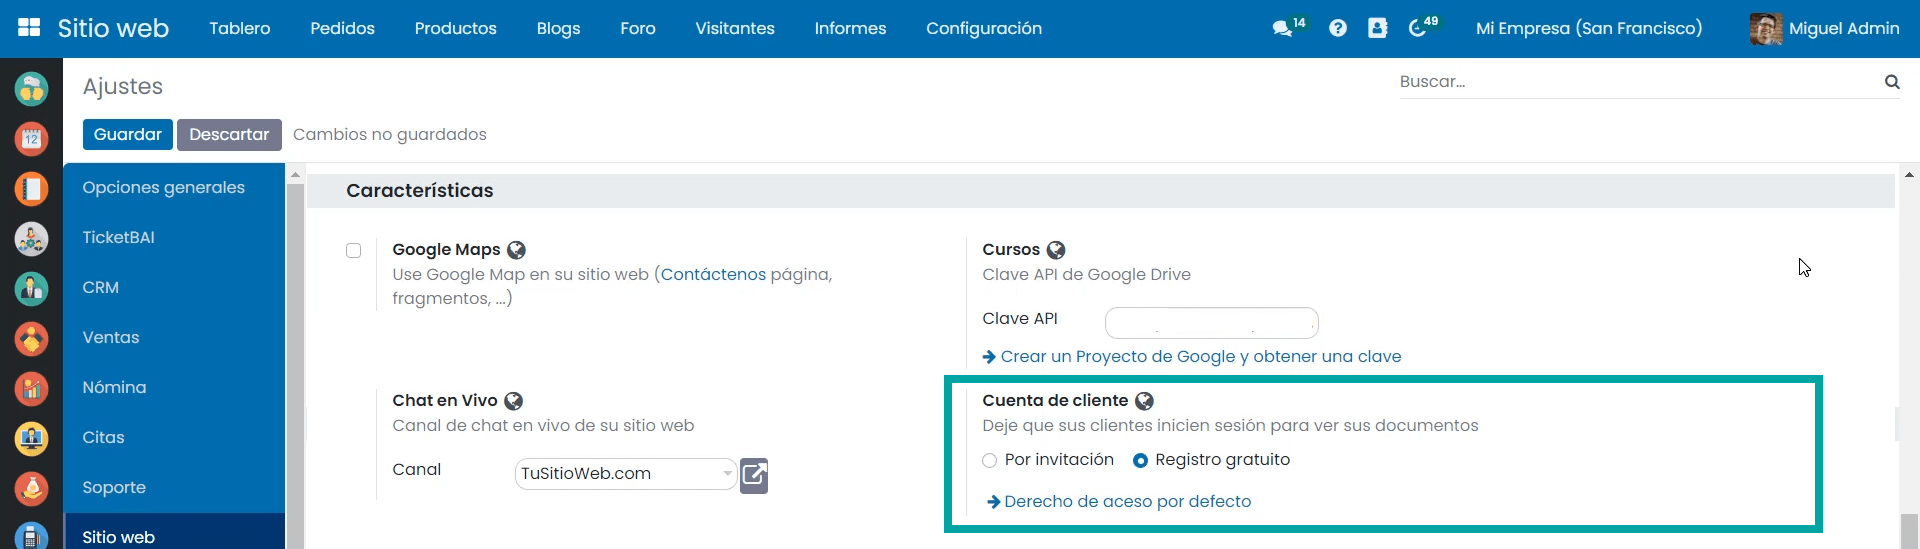 Sitio web Tablero Pedidos Productos Blogs Foro Visitantes Informes Configuración 14 49 Mi Empresa (San Francisco) Miguel Admin
Ajustes
Buscar...
Guardar Descartar Cambios no guardados
12
Opciones generales
TicketBAI
CRM
Ventas
Nómina
Citas
Soporte
Sitio web
Características
Google Maps
Use Google Map en su sitio web (Contáctenos página,
fragmentos, ...)
Cursos
Clave API de Google Drive
Clave API
Crear un Proyecto de Google y obtener una clave
Chat en Vivo
Canal de chat en vivo de su sitio web
Canal TuSitioWeb.com
Cuenta de cliente
Deje que sus clientes inicien sesión para ver sus documentos
Por invitación Registro gratuito
Derecho de aceso por defecto